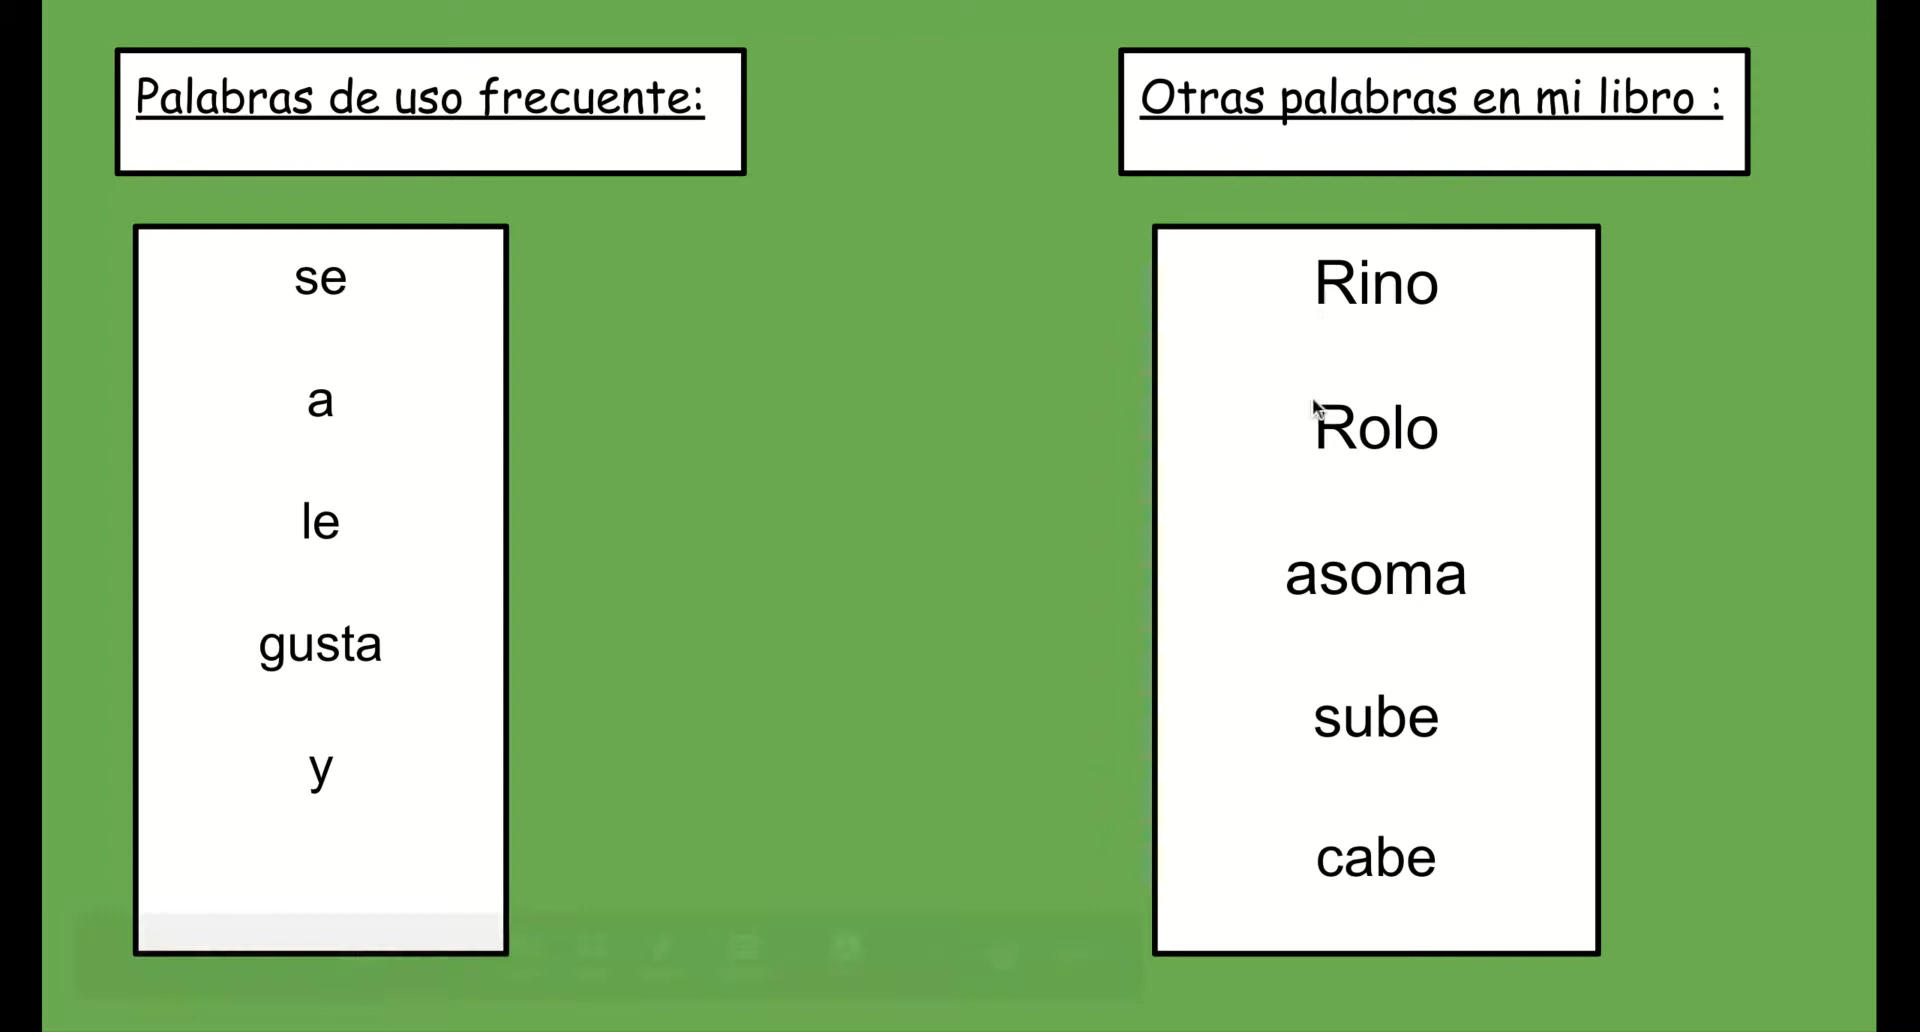 Palabras de uso frecuente:
se
a
le
gusta
y
Otras palabras en mi libro :
Rino
Rolo
asoma
sube
cabe